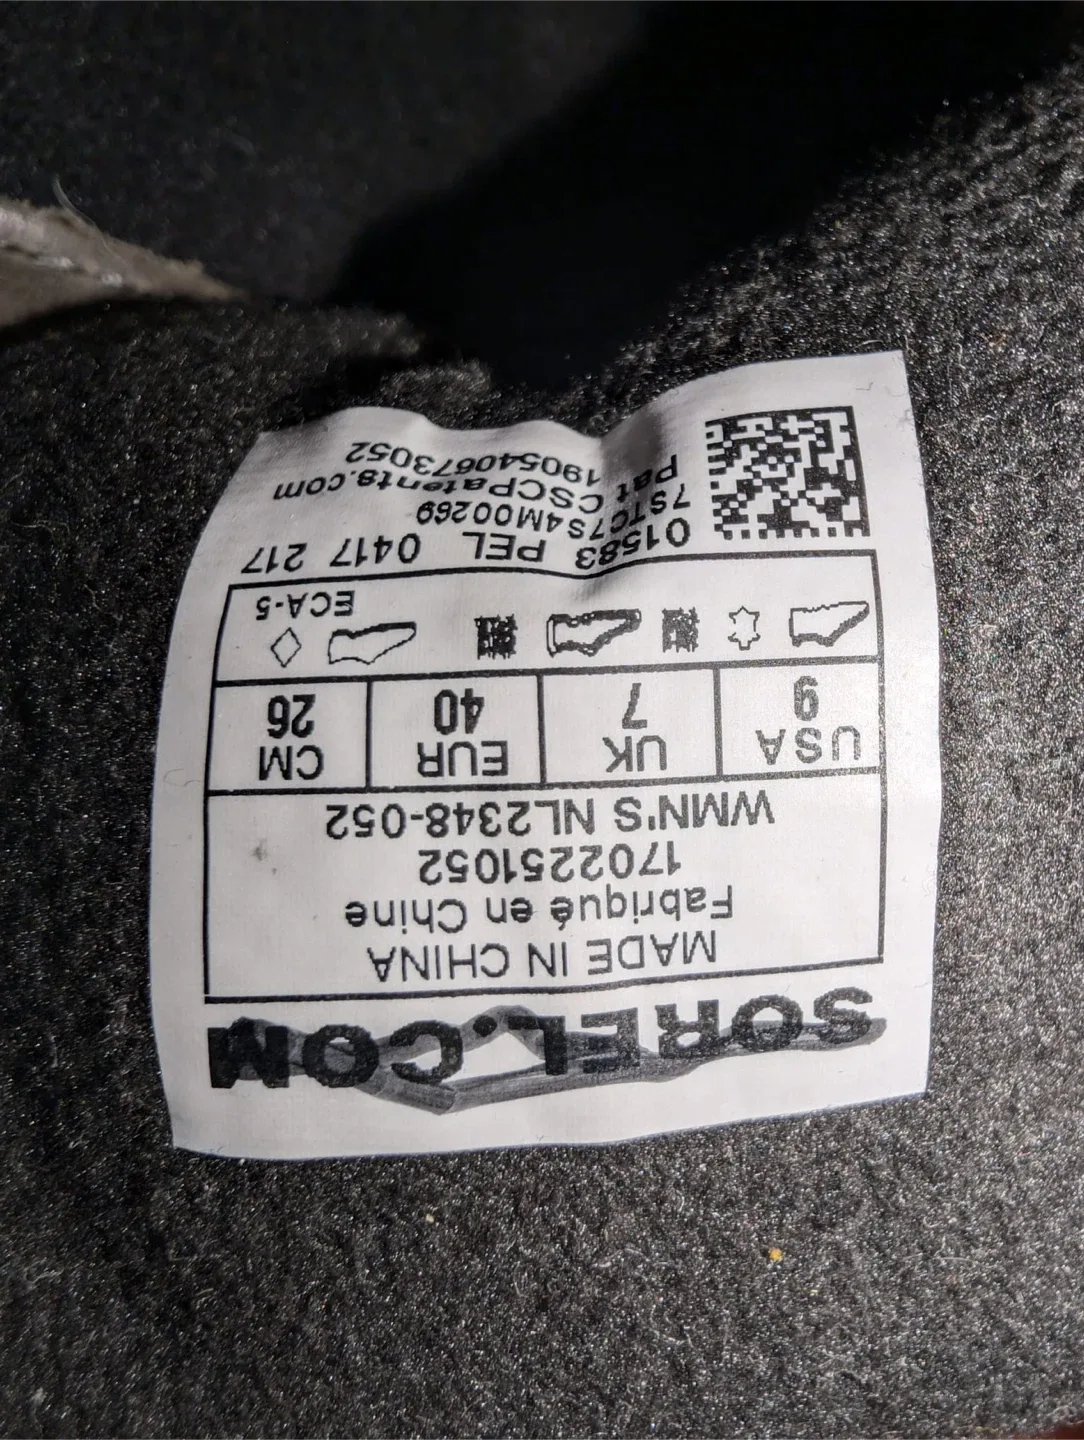 SOREL.COM
MADE IN CHINA
Fabriqué en Chine
1702251052
WMN'S NL2348-052
USA UK EUR CM
9 7 40 26
ECA-5
01583 PEL 0417 217
7STC7S4M00269
Pat CSCPatents.com
190540673052